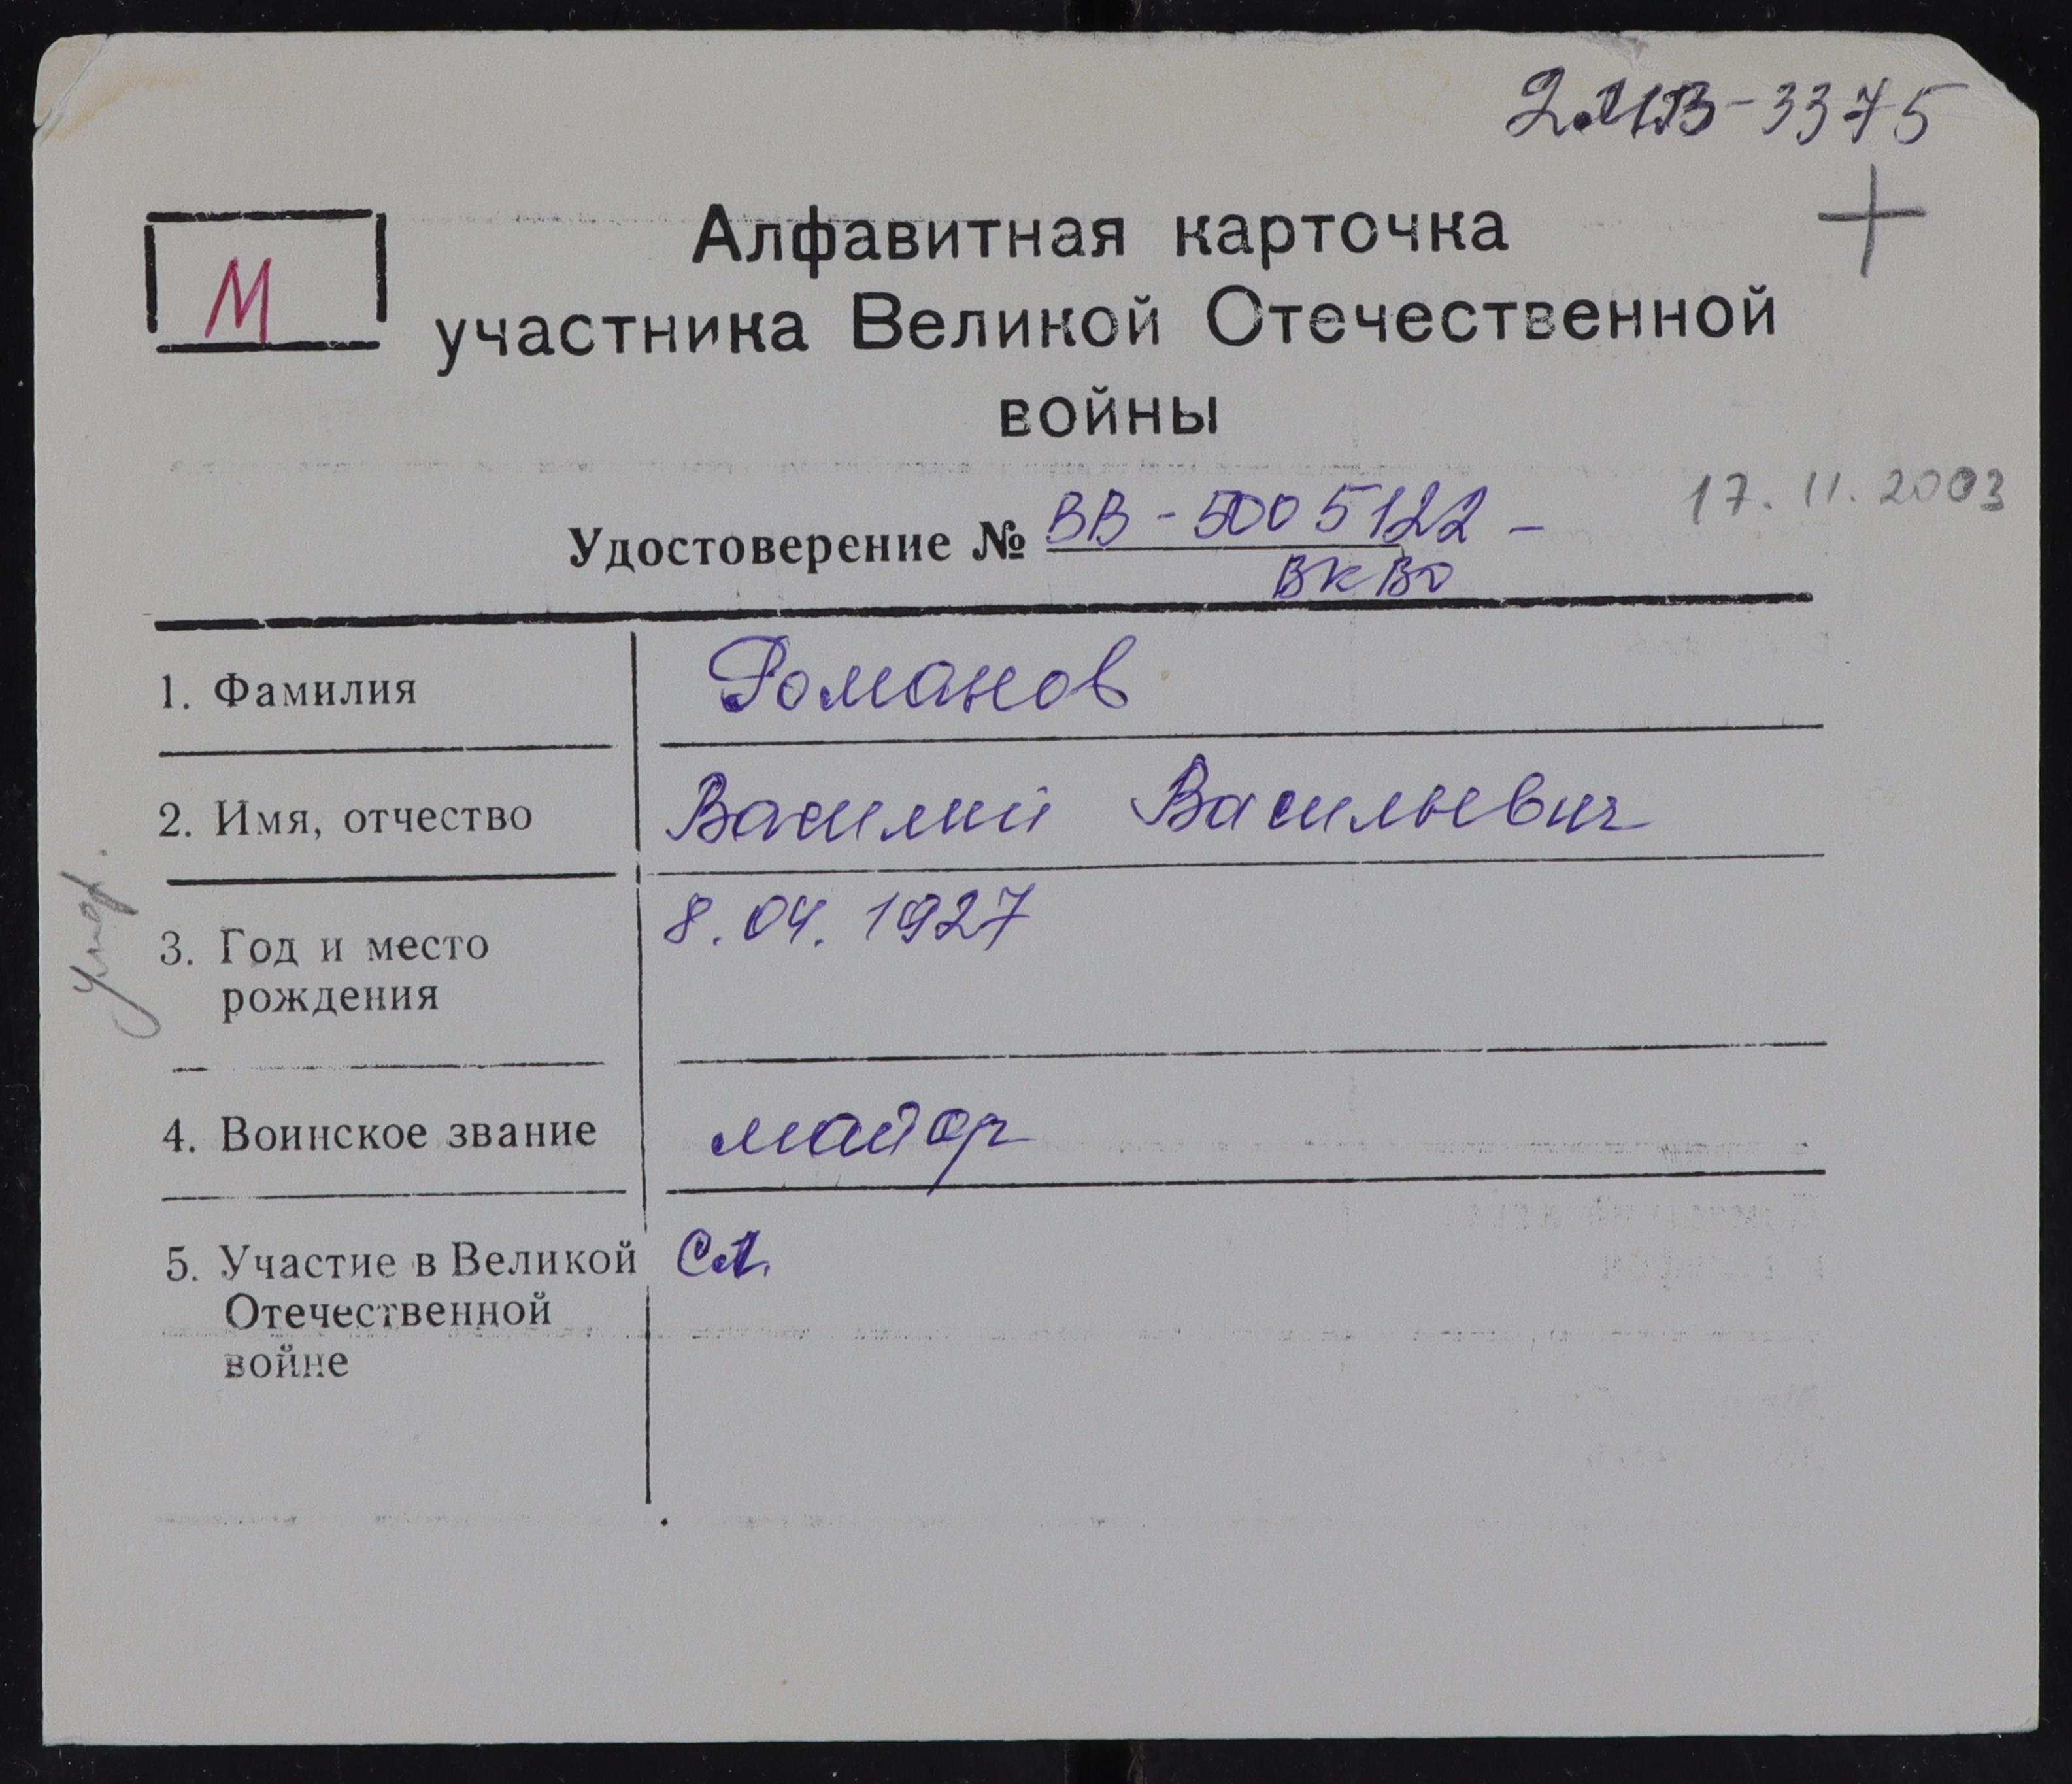 2.ИВ-3375
М
Алфавитная карточка
участника Великой Отечественной
войны
17.11.2003
Удостоверение № ВВ-5005122 -
ВКВО
1. Фамилия Романов
2. Имя, отчество Василий Васильевич
умер.
3. Год и место 8.04.1927
рождения
4. Воинское звание майор
5. Участие в Великой
Отечественной
войне